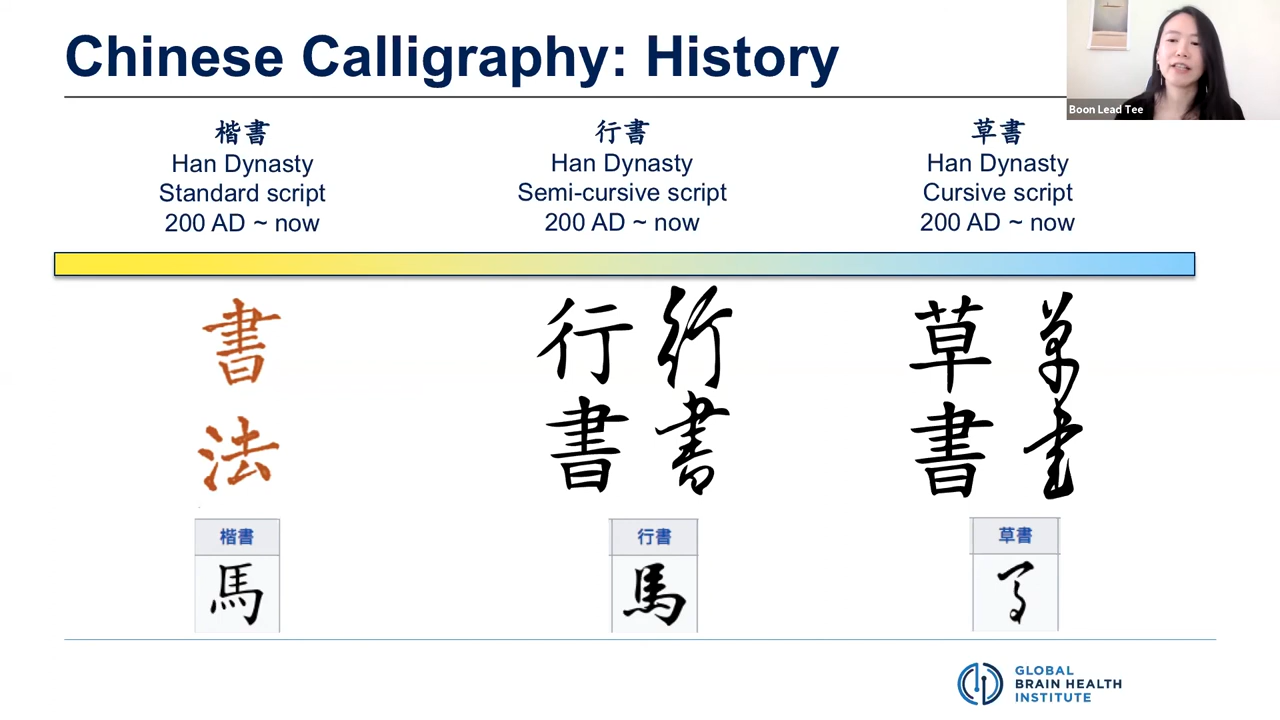 Chinese Calligraphy: History
Boon Lead Tee
楷書
Han Dynasty
Standard script
200 AD ~ now
行書
Han Dynasty
Semi-cursive script
200 AD ~ now
草書
Han Dynasty
Cursive script
200 AD ~ now
書
法
行 行
書 書
草 草
書 書
楷書
馬
行書
馬
草書
馬
GLOBAL
BRAIN HEALTH
INSTITUTE